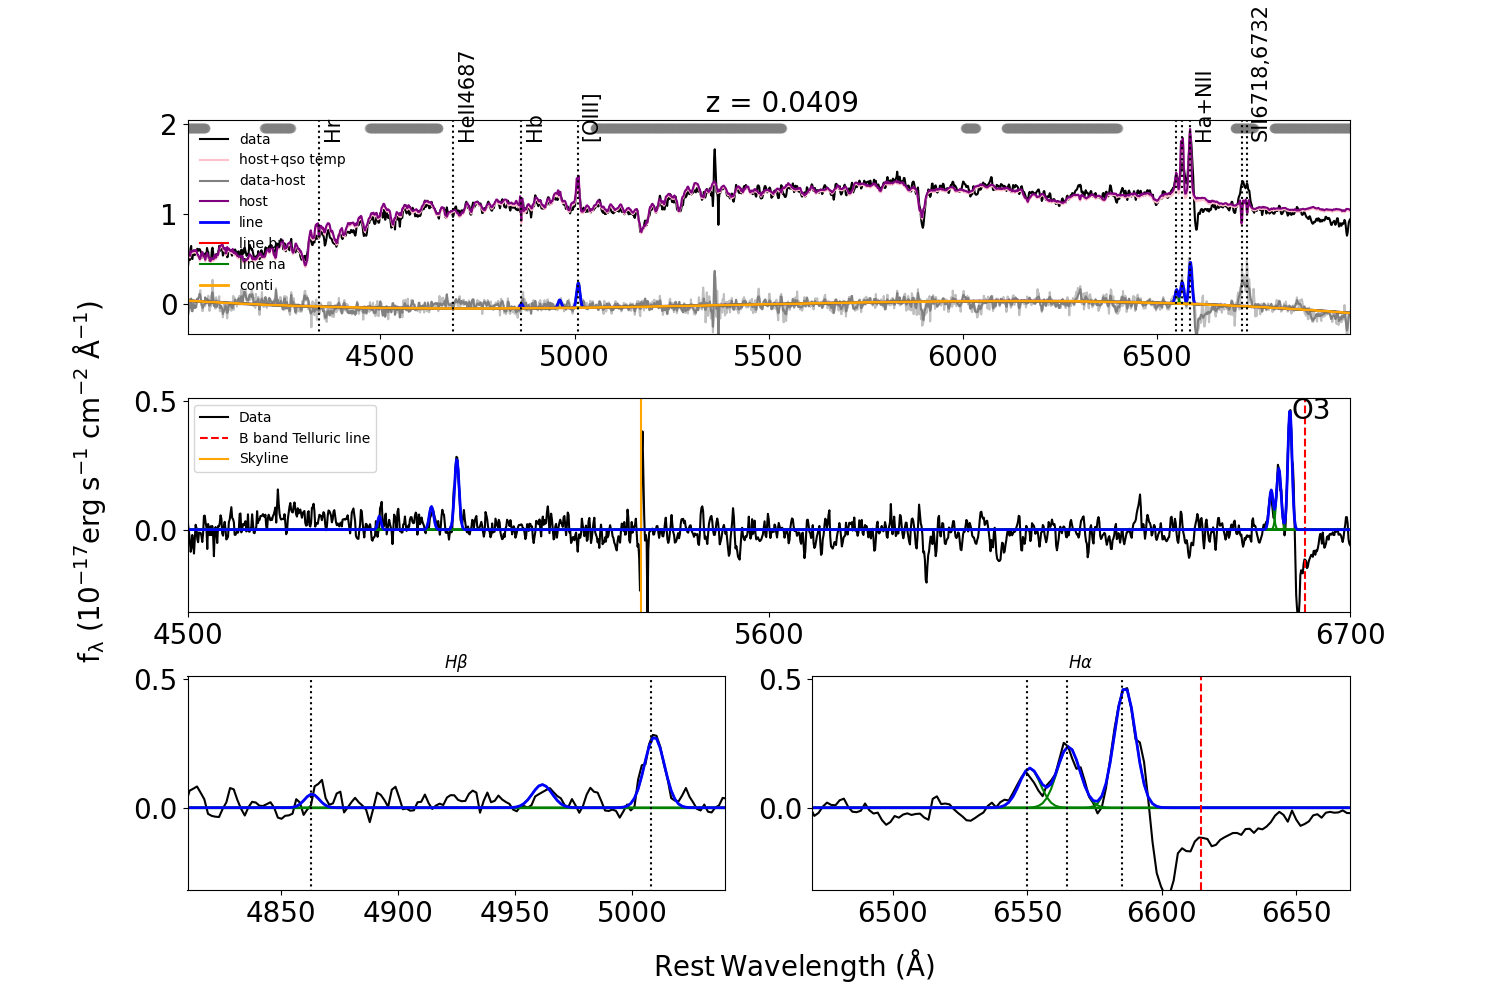 z = 0.0409
Hr
HeII4687
Hb
[OIII]
Ha+NII
SII6718,6732
data
host+qso temp
data-host
host
line
line br
line na
conti
2
1
0
4500
5000
5500
6000
6500
f_λ (10^−17 erg s^−1 cm^−2 Å^−1)
Data
B band Telluric line
Skyline
O3
0.5
0.0
4500
5600
6700
Hβ
0.5
0.0
4850
4900
4950
5000
Hα
0.5
0.0
6500
6550
6600
6650
Rest Wavelength (Å)